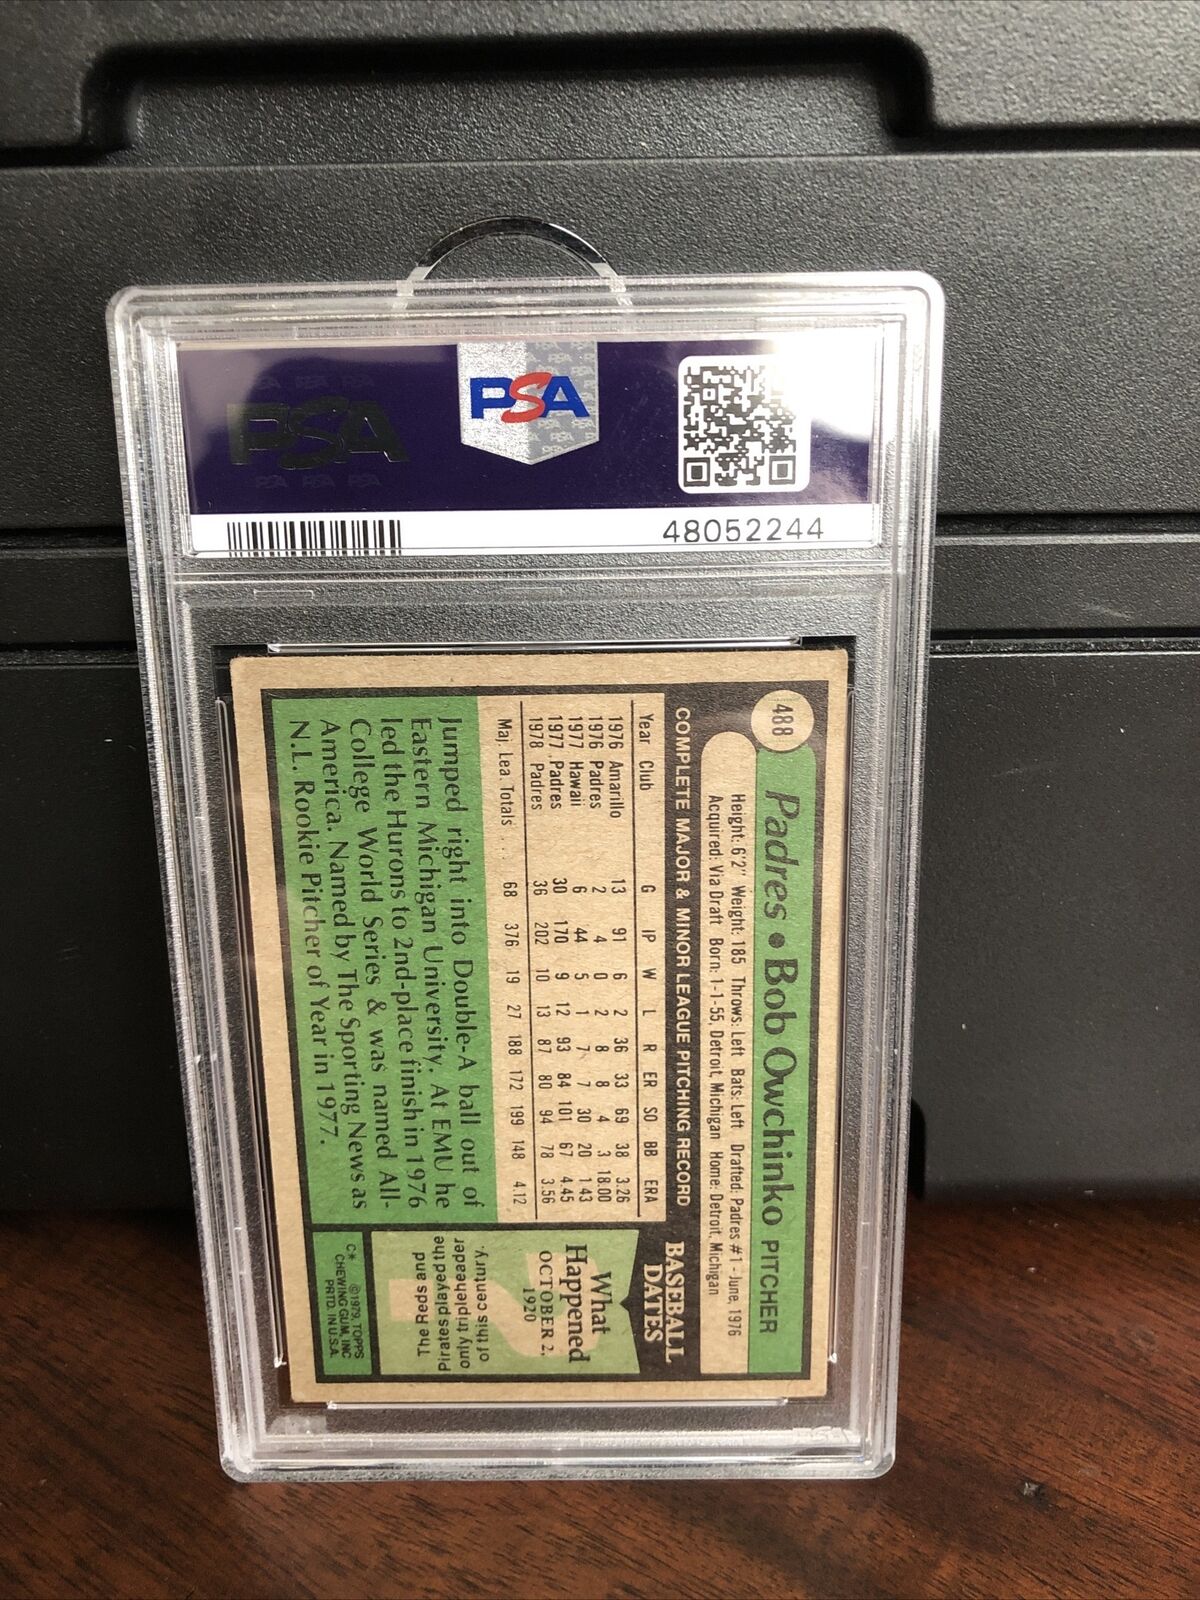 PSA
PSA
48052244
488
Padres • Bob Owchinko PITCHER
Height: 6'2" Weight: 185 Throws: Left Bats: Left Drafted: Padres #1 - June, 1976
Acquired: Via Draft Born: 1-1-55, Detroit, Michigan Home: Detroit, Michigan
COMPLETE MAJOR & MINOR LEAGUE PITCHING RECORD
Year Club G IP W L R ER SO BB ERA
1976 Amarillo 13 91 6 2 36 33 69 38 3.26
1976 Padres 2 4 0 2 8 8 4 3 18.00
1977 Hawaii 6 44 5 1 7 7 30 20 1.43
1977 Padres 30 170 9 12 93 84 101 67 4.45
1978 Padres 36 202 10 13 87 80 94 78 3.56
Maj. Lea. Totals . . . 68 376 19 27 188 172 199 148 4.12
Jumped right into Double-A ball out of
Eastern Michigan University. At EMU he
led the Hurons to 2nd-place finish in 1976
College World Series & was named All-
America. Named by The Sporting News as
N.L. Rookie Pitcher of Year in 1977.
BASEBALL
DATES
What
Happened
OCTOBER 2,
1920
The Reds and
Pirates played the
only tripleheader
of this century.
C* ©1979, TOPPS
CHEWING GUM, INC
PRTD. IN U.S.A.